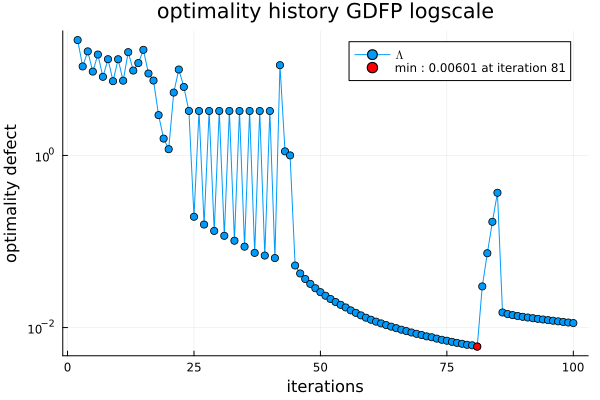 optimality history GDFP logscale
Λ
min : 0.00601 at iteration 81
optimality defect
10⁰
10⁻²
0
25
50
75
100
iterations